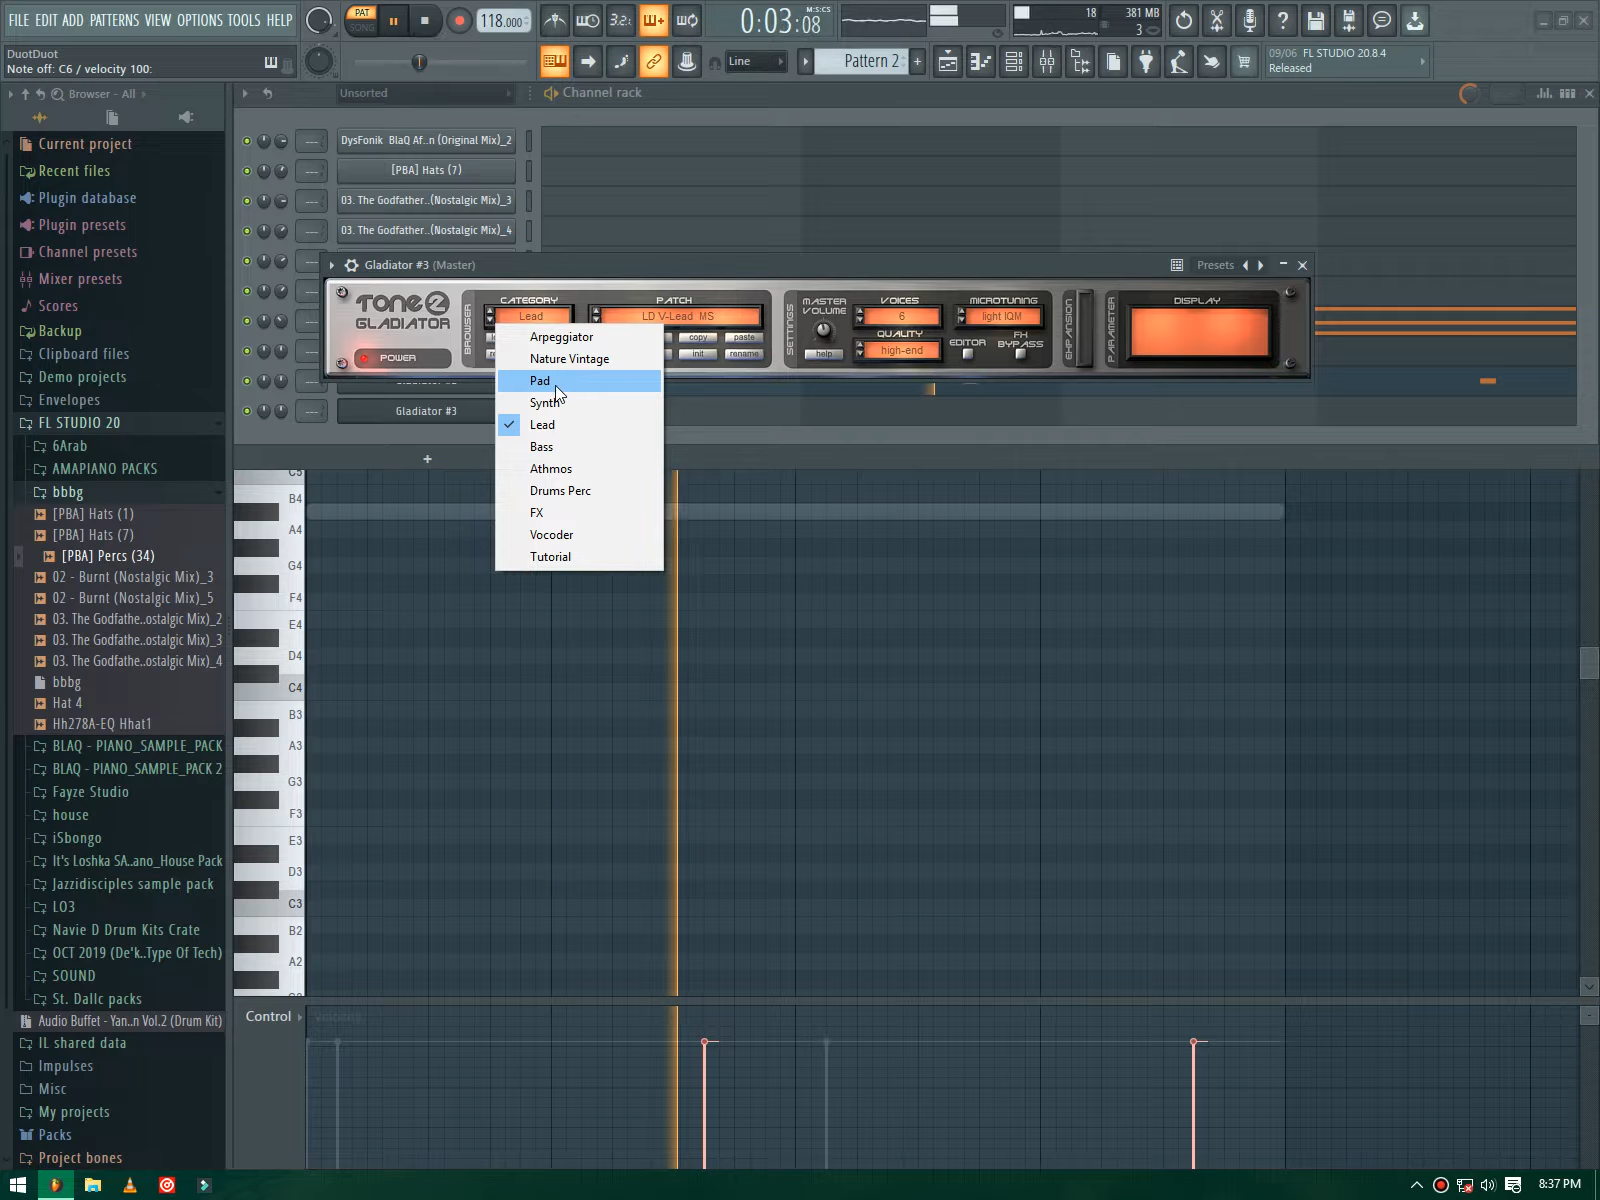 FILE EDIT ADD PATTERNS VIEW OPTIONS TOOLS HELP
PAT
SONG
118.000
3.2
0:03:08
M:S:CS
18
381 MB
3
DuotDuot
Note off: C6 / velocity 100:
Line
Pattern 2
+
09/06 FL STUDIO 20.8.4
Released
Browser - All
Unsorted
Channel rack
Current project
Recent files
Plugin database
Plugin presets
Channel presets
Mixer presets
Scores
Backup
Clipboard files
Demo projects
Envelopes
FL STUDIO 20
6Arab
AMAPIANO PACKS
bbbg
[PBA] Hats (1)
[PBA] Hats (7)
[PBA] Percs (34)
02 - Burnt (Nostalgic Mix)_3
02 - Burnt (Nostalgic Mix)_5
03. The Godfathe..ostalgic Mix)_2
03. The Godfathe..ostalgic Mix)_3
03. The Godfathe..ostalgic Mix)_4
bbbg
Hat 4
Hh278A-EQ Hhat1
BLAQ - PIANO_SAMPLE_PACK
BLAQ - PIANO_SAMPLE_PACK 2
Fayze Studio
house
iSbongo
It's Loshka SA..ano_House Pack
Jazzidisciples sample pack
LO3
Navie D Drum Kits Crate
OCT 2019 (De'k..Type Of Tech)
SOUND
St. Dallc packs
Audio Buffet - Yan..n Vol.2 (Drum Kit)
IL shared data
Impulses
Misc
My projects
Packs
Project bones
DysFonik BlaQ Af..n (Original Mix)_2
[PBA] Hats (7)
03. The Godfather..(Nostalgic Mix)_3
03. The Godfather..(Nostalgic Mix)_4
Gladiator #3 (Master)
Presets
TONE2
GLADIATOR
POWER
BROWSER
CATEGORY
Lead
PATCH
LD V-Lead MS
copy
paste
init
rename
SETTINGS
MASTER
VOLUME
help
VOICES
6
QUALITY
high-end
MICROTUNING
light IQM
EDITOR
FX
BYPASS
EXPANSION
PARAMETER
DISPLAY
Arpeggiator
Nature Vintage
Pad
Synth
Lead
Bass
Athmos
Drums Perc
FX
Vocoder
Tutorial
Gladiator #3
+
C5
B4
A4
G4
F4
E4
D4
C4
B3
A3
G3
F3
E3
D3
C3
B2
A2
Control
Velocity
8:37 PM